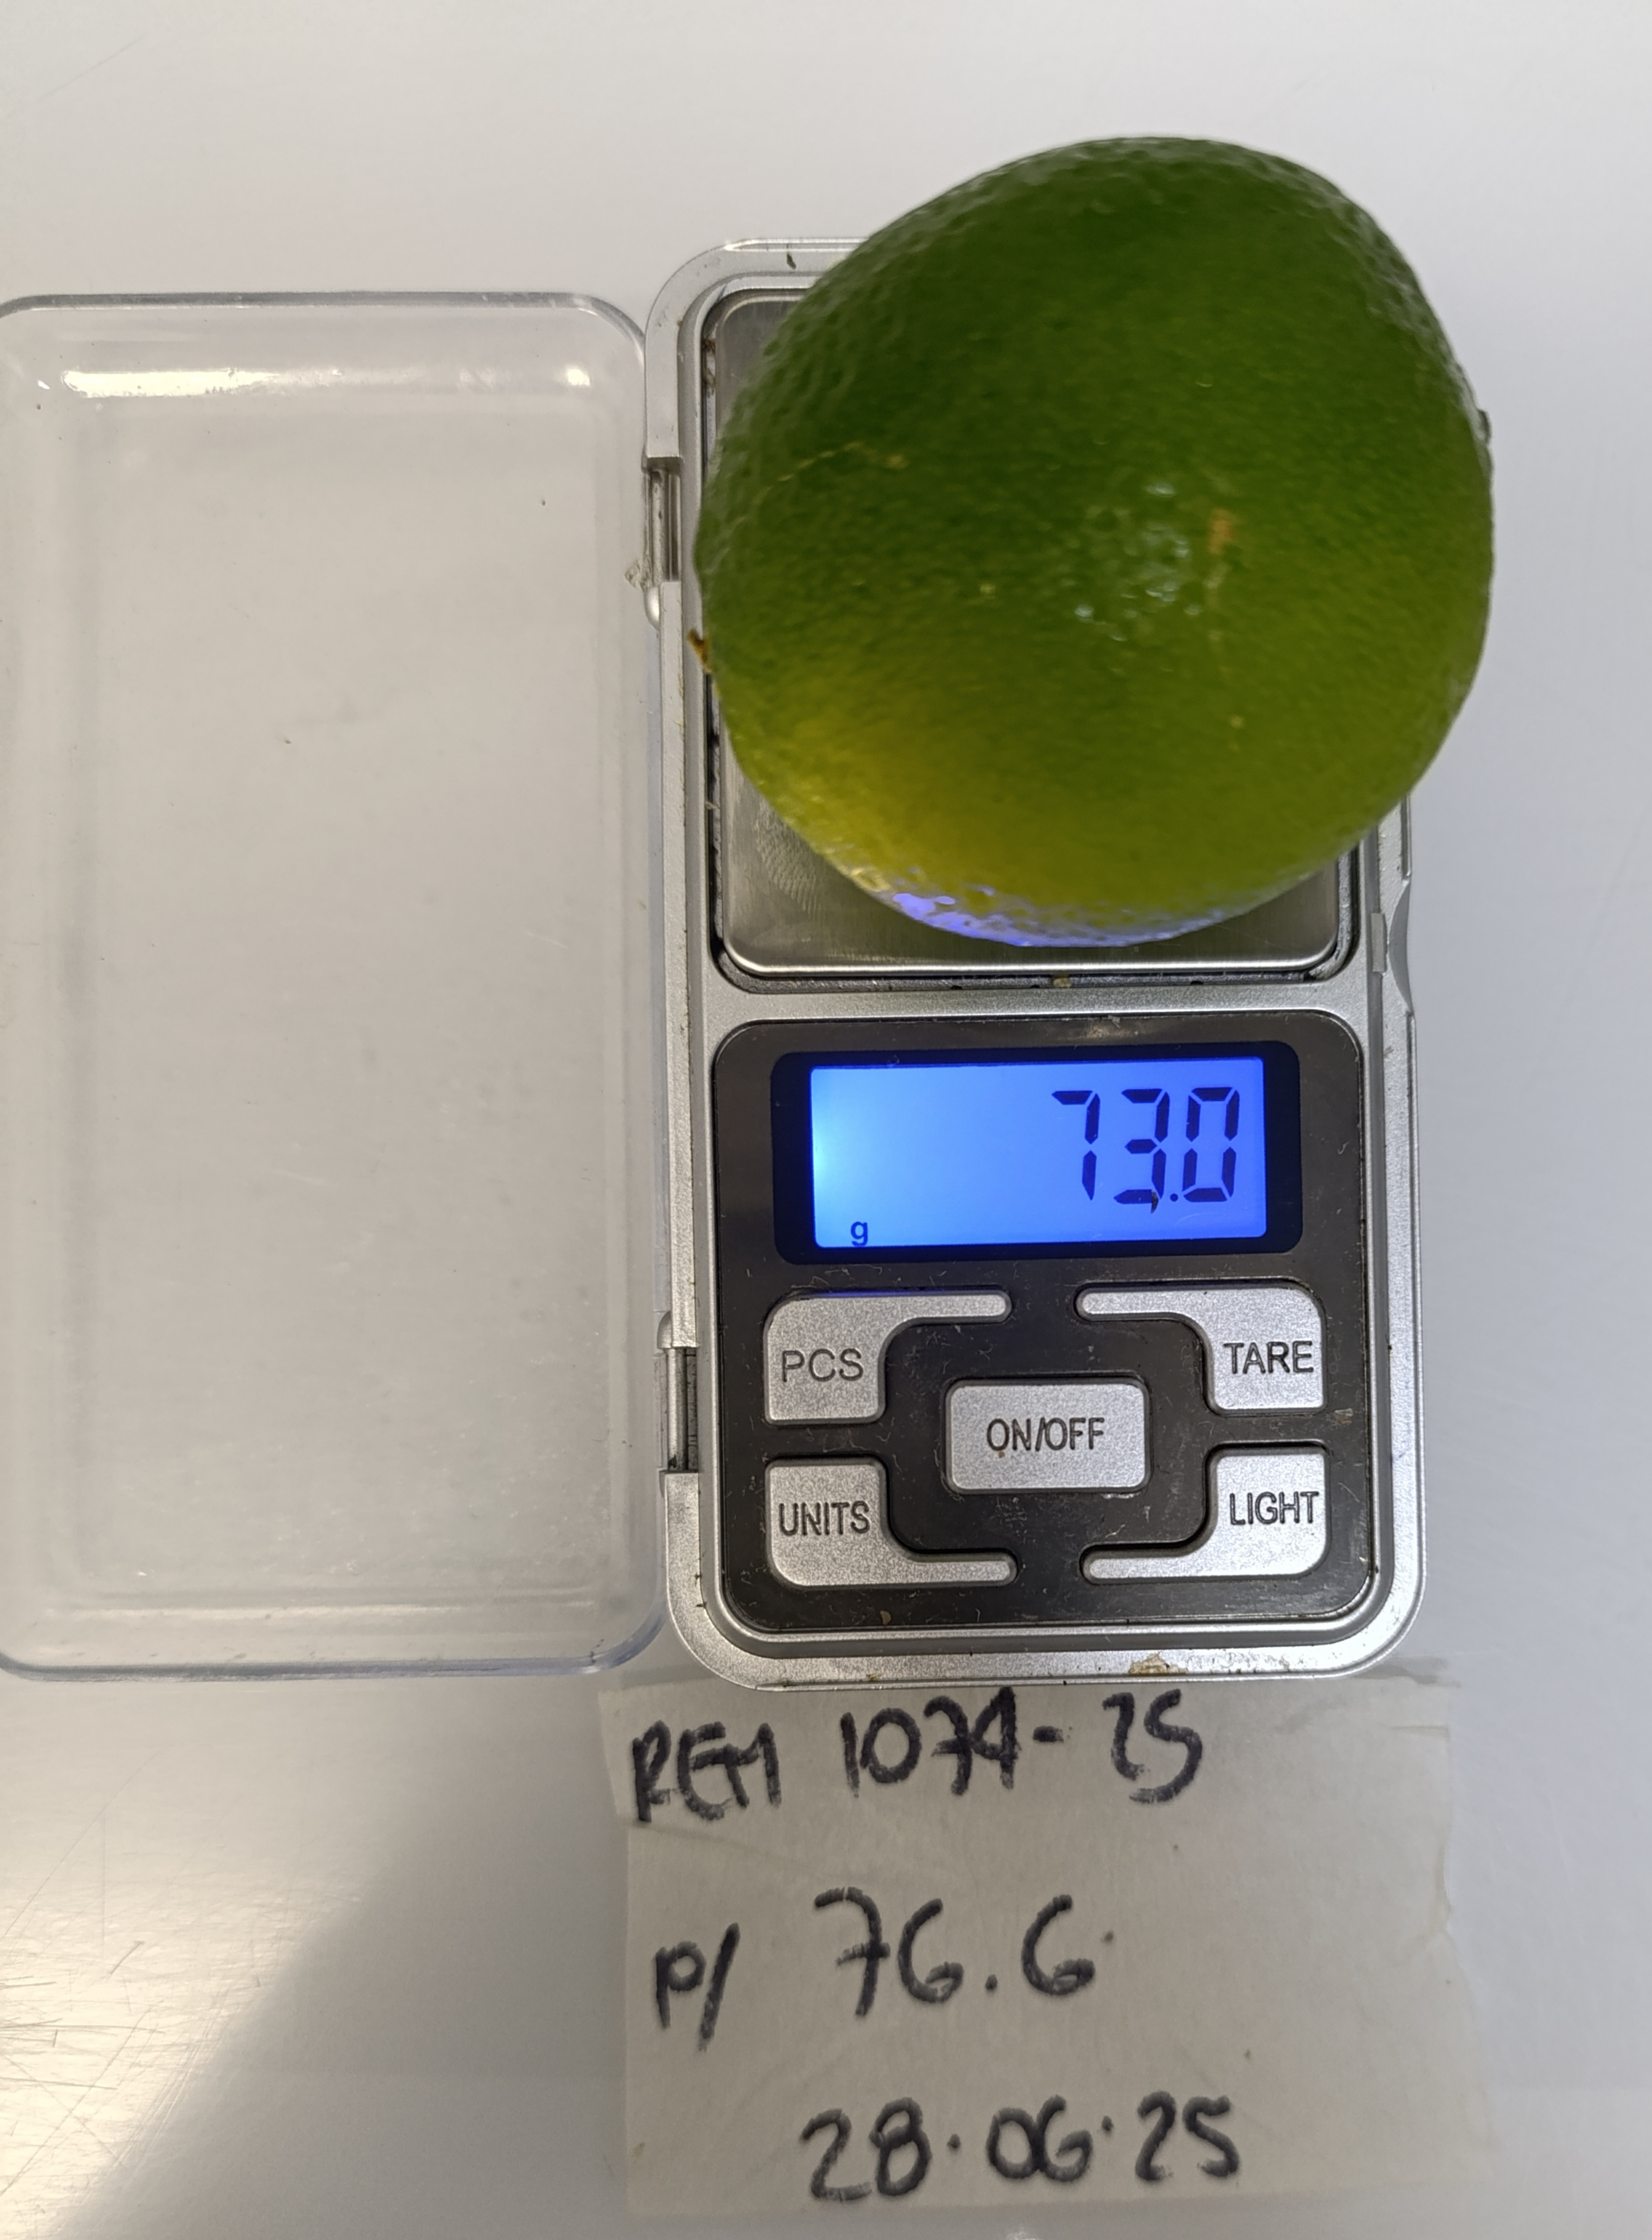 73.0
g
PCS
TARE
ON/OFF
UNITS
LIGHT
REM 1074-25
P/ 76.6
28.06.25